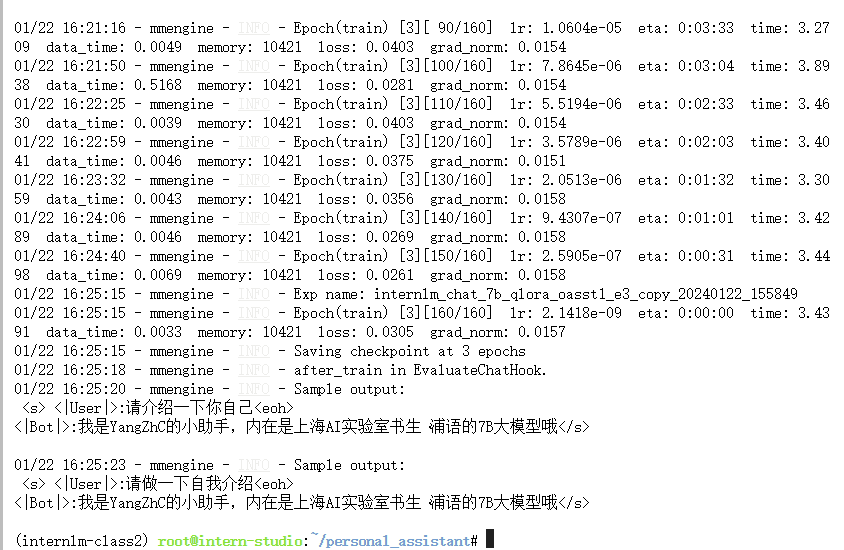 01/22 16:21:16 - mmengine - INFO - Epoch(train) [3][ 90/160]  lr: 1.0604e-05  eta: 0:03:33  time: 3.27
09  data_time: 0.0049  memory: 10421  loss: 0.0403  grad_norm: 0.0154
01/22 16:21:50 - mmengine - INFO - Epoch(train) [3][100/160]  lr: 7.8645e-06  eta: 0:03:04  time: 3.89
38  data_time: 0.5168  memory: 10421  loss: 0.0281  grad_norm: 0.0154
01/22 16:22:25 - mmengine - INFO - Epoch(train) [3][110/160]  lr: 5.5194e-06  eta: 0:02:33  time: 3.46
30  data_time: 0.0039  memory: 10421  loss: 0.0403  grad_norm: 0.0154
01/22 16:22:59 - mmengine - INFO - Epoch(train) [3][120/160]  lr: 3.5789e-06  eta: 0:02:03  time: 3.40
41  data_time: 0.0046  memory: 10421  loss: 0.0375  grad_norm: 0.0151
01/22 16:23:32 - mmengine - INFO - Epoch(train) [3][130/160]  lr: 2.0513e-06  eta: 0:01:32  time: 3.30
59  data_time: 0.0043  memory: 10421  loss: 0.0356  grad_norm: 0.0158
01/22 16:24:06 - mmengine - INFO - Epoch(train) [3][140/160]  lr: 9.4307e-07  eta: 0:01:01  time: 3.42
89  data_time: 0.0046  memory: 10421  loss: 0.0269  grad_norm: 0.0158
01/22 16:24:40 - mmengine - INFO - Epoch(train) [3][150/160]  lr: 2.5905e-07  eta: 0:00:31  time: 3.44
98  data_time: 0.0069  memory: 10421  loss: 0.0261  grad_norm: 0.0158
01/22 16:25:15 - mmengine - INFO - Exp name: internlm_chat_7b_qlora_oasst1_e3_copy_20240122_155849
01/22 16:25:15 - mmengine - INFO - Epoch(train) [3][160/160]  lr: 2.1418e-09  eta: 0:00:00  time: 3.43
91  data_time: 0.0033  memory: 10421  loss: 0.0305  grad_norm: 0.0157
01/22 16:25:15 - mmengine - INFO - Saving checkpoint at 3 epochs
01/22 16:25:18 - mmengine - INFO - after_train in EvaluateChatHook.
01/22 16:25:20 - mmengine - INFO - Sample output:
<s> <|User|>:请介绍一下你自己<eoh>
<|Bot|>:我是YangZhC的小助手，内在是上海AI实验室书生·浦语的7B大模型哦</s>
01/22 16:25:23 - mmengine - INFO - Sample output:
<s> <|User|>:请做一下自我介绍<eoh>
<|Bot|>:我是YangZhC的小助手，内在是上海AI实验室书生·浦语的7B大模型哦</s>
(internlm-class2) root@intern-studio:~/personal_assistant#